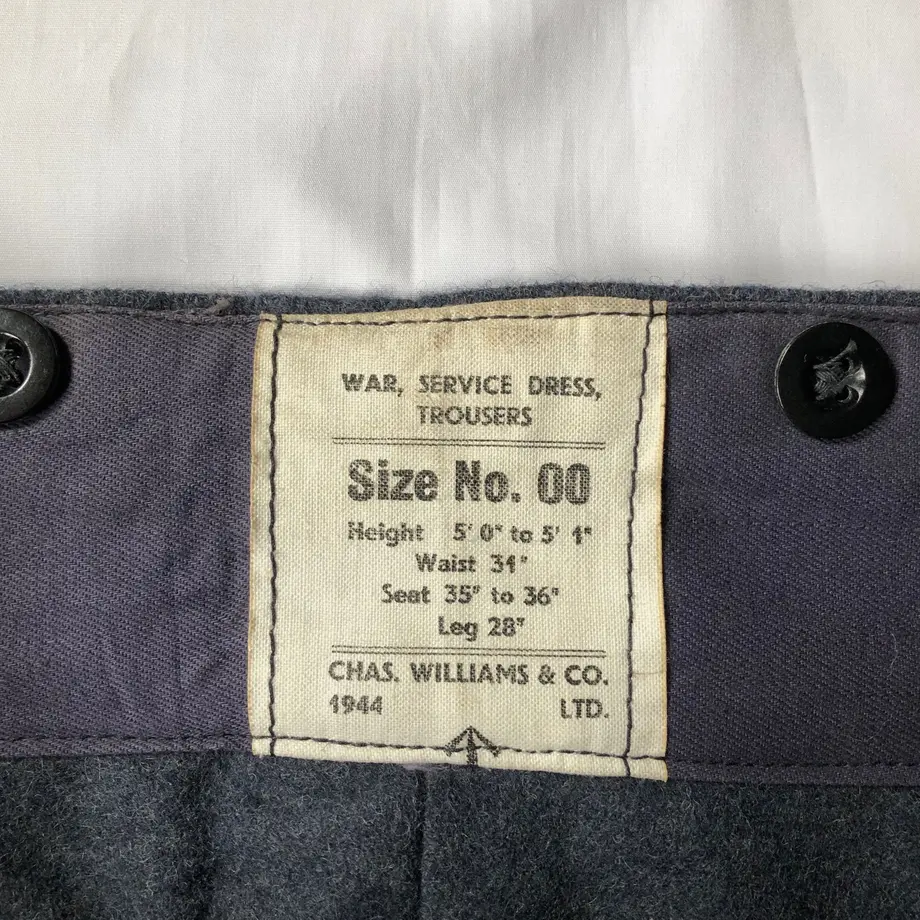 WAR, SERVICE DRESS,
TROUSERS
Size No. 00
Height 5' 0" to 5' 1"
Waist 31"
Seat 35" to 36"
Leg 28"
CHAS. WILLIAMS & CO.
1944 LTD.